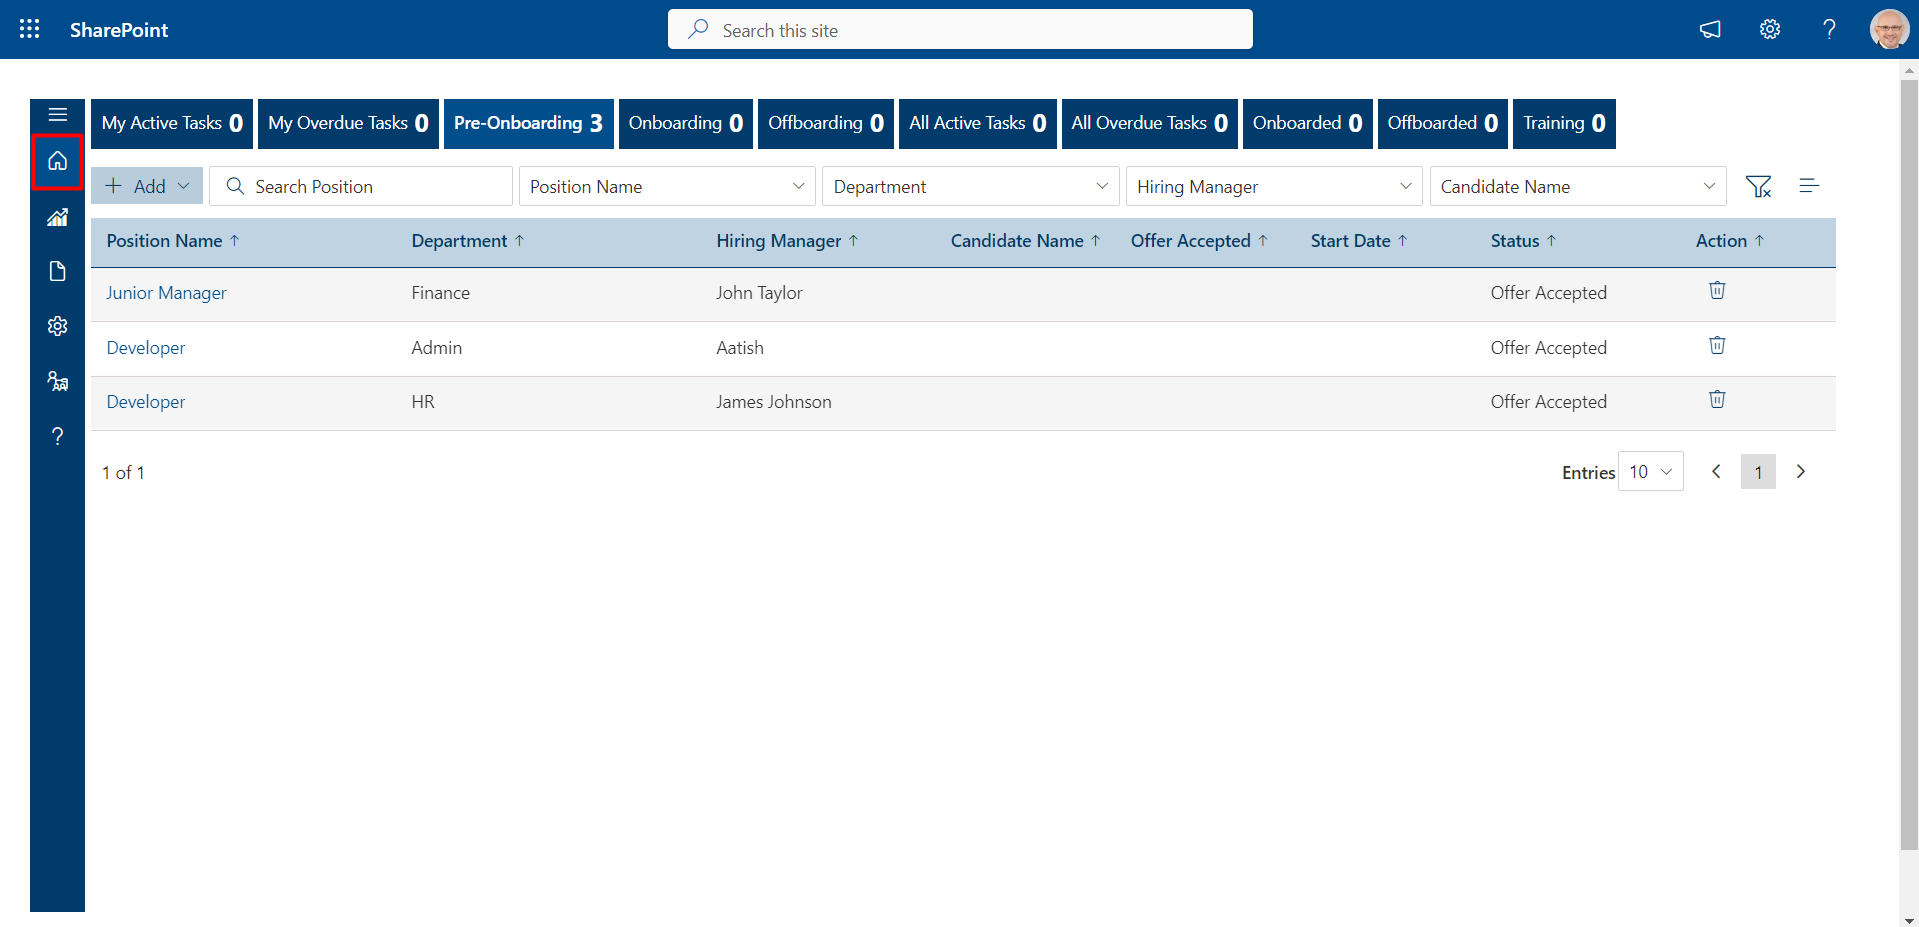 SharePoint
Search this site
?
My Active Tasks 0 My Overdue Tasks 0 Pre-Onboarding 3 Onboarding 0 Offboarding 0 All Active Tasks 0 All Overdue Tasks 0 Onboarded 0 Offboarded 0 Training 0
Add Search Position Position Name Department Hiring Manager Candidate Name
Position Name ↑ Department ↑ Hiring Manager ↑ Candidate Name ↑ Offer Accepted ↑ Start Date ↑ Status ↑ Action ↑
Junior Manager Finance John Taylor Offer Accepted
Developer Admin Aatish Offer Accepted
Developer HR James Johnson Offer Accepted
?
1 of 1 Entries 10 1